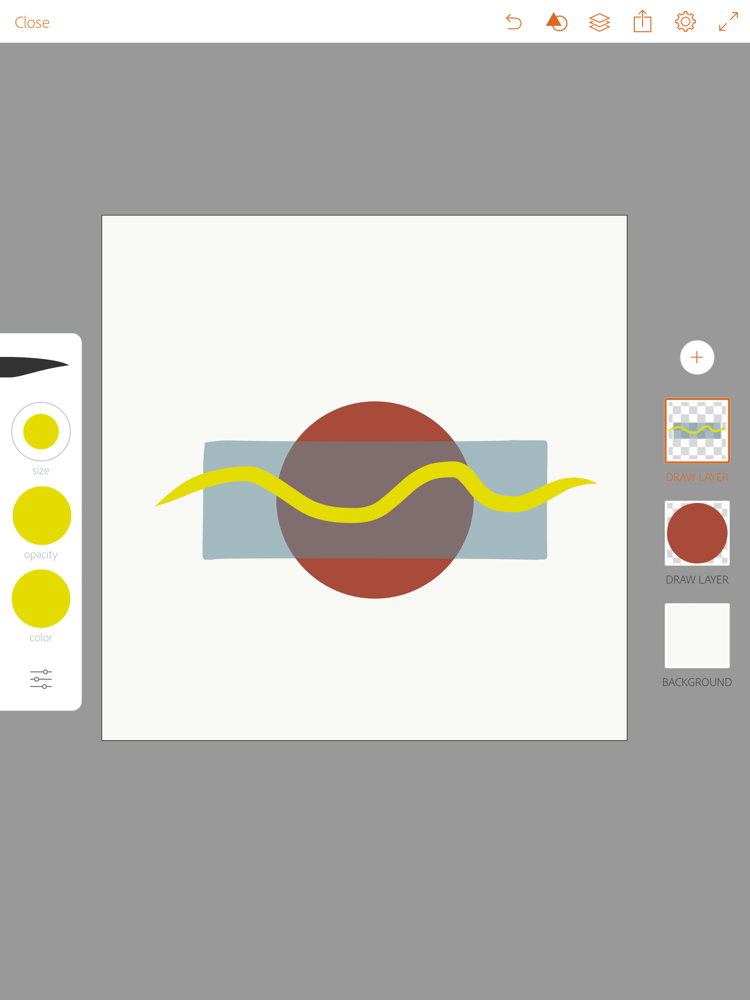 Close
size
opacity
color
DRAW LAYER
DRAW LAYER
BACKGROUND